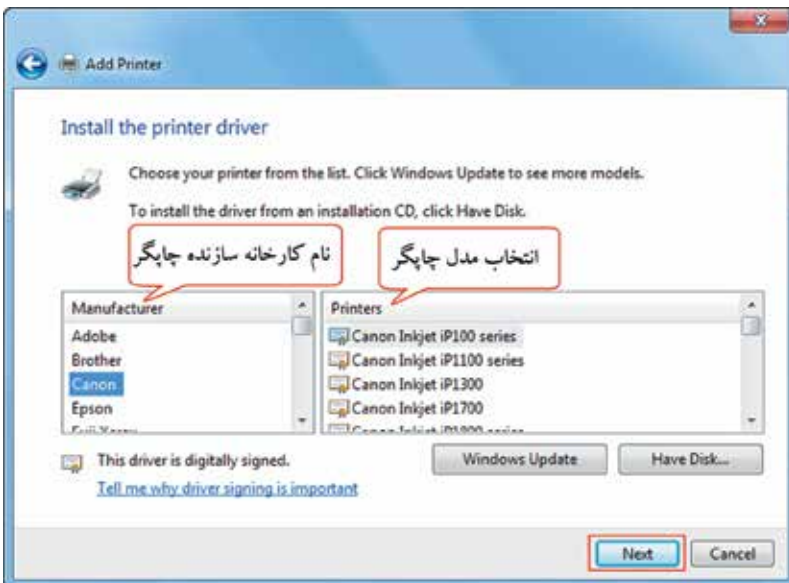 Add Printer
Install the printer driver
Choose your printer from the list. Click Windows Update to see more models.
To install the driver from an installation CD, click Have Disk.
نام کارخانه سازنده چاپگر
انتخاب مدل چاپگر
Manufacturer
Adobe
Brother
Canon
Epson
Printers
Canon Inkjet iP100 series
Canon Inkjet iP1100 series
Canon Inkjet iP1300
Canon Inkjet iP1700
This driver is digitally signed.
Tell me why driver signing is important
Windows Update
Have Disk...
Next
Cancel